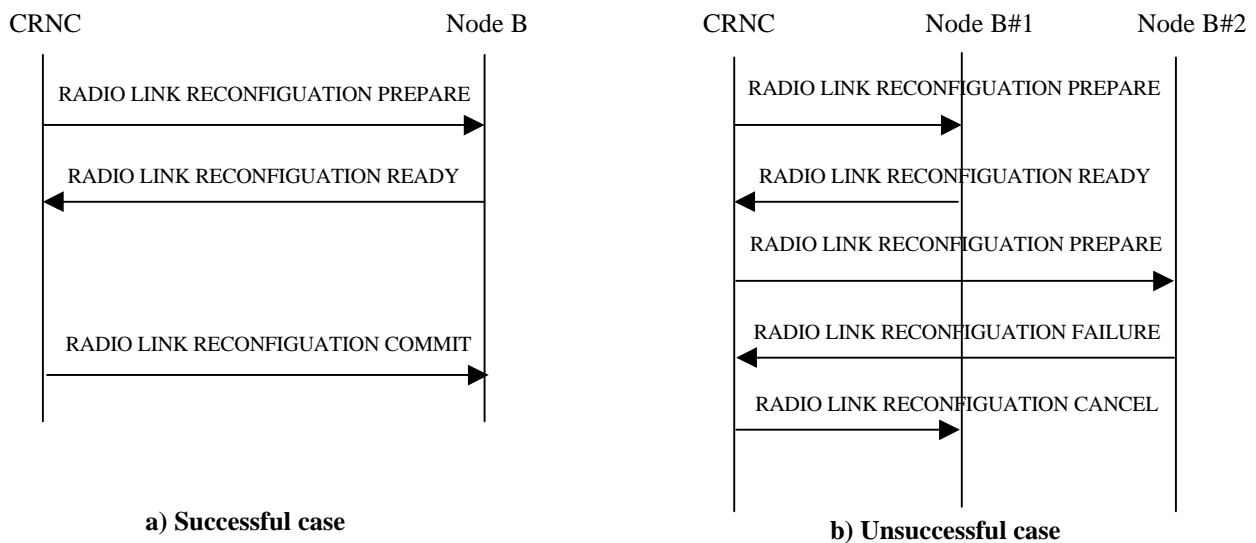 CRNC
Node B
RADIO LINK RECONFIGUATION PREPARE
RADIO LINK RECONFIGUATION READY
RADIO LINK RECONFIGUATION COMMIT
a) Successful case
CRNC
Node B#1
Node B#2
RADIO LINK RECONFIGUATION PREPARE
RADIO LINK RECONFIGUATION READY
RADIO LINK RECONFIGUATION PREPARE
RADIO LINK RECONFIGUATION FAILURE
RADIO LINK RECONFIGUATION CANCEL
b) Unsuccessful case